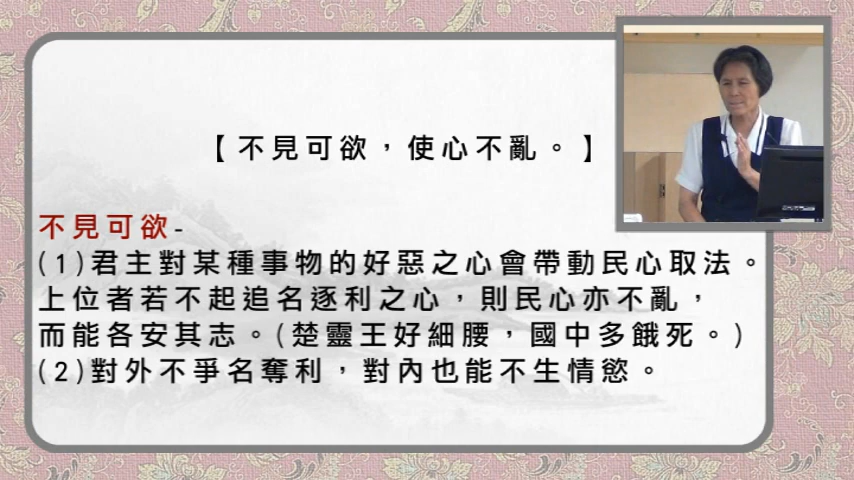 【不見可欲，使心不亂。】
不見可欲-
(1)君主對某種事物的好惡之心會帶動民心取法。
上位者若不起追名逐利之心，則民心亦不亂，
而能各安其志。(楚靈王好細腰，國中多餓死。)
(2)對外不爭名奪利，對內也能不生情慾。